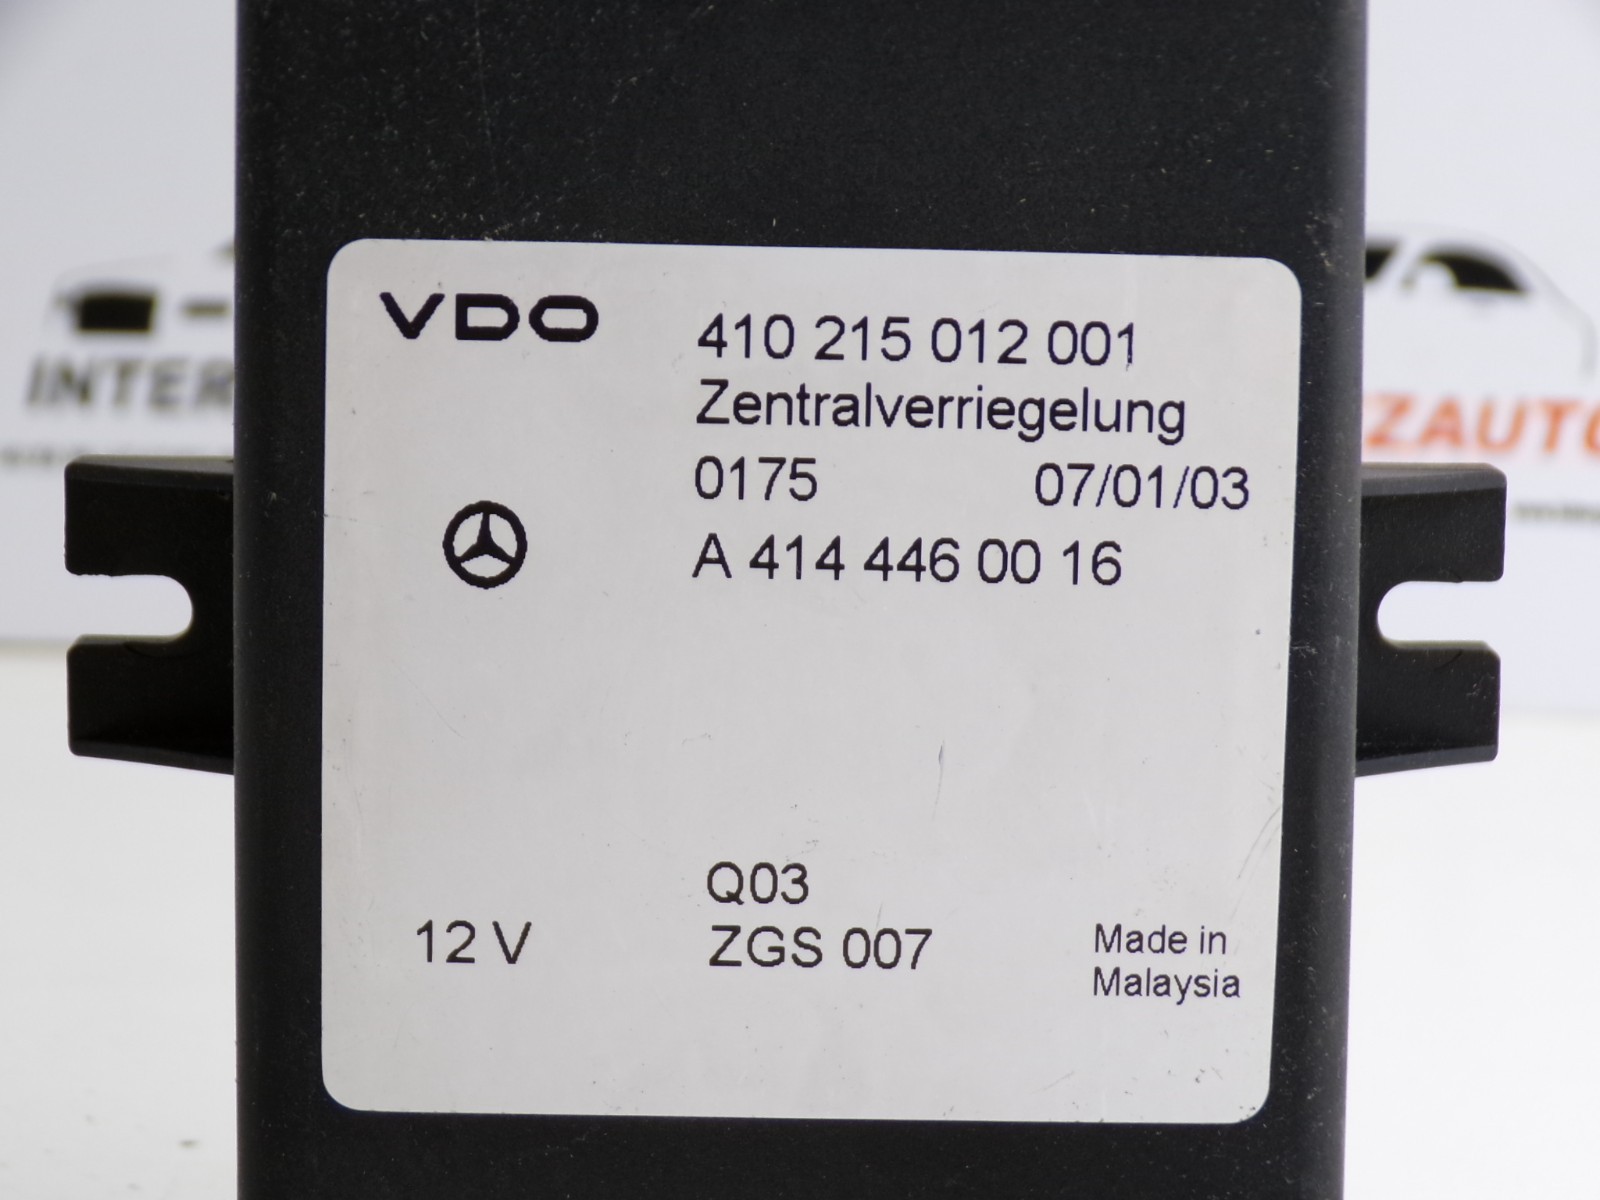 VDO
410 215 012 001
Zentralverriegelung
0175 07/01/03
A 414 446 00 16
Q03
12 V ZGS 007
Made in
Malaysia
INTER
ZAUTO